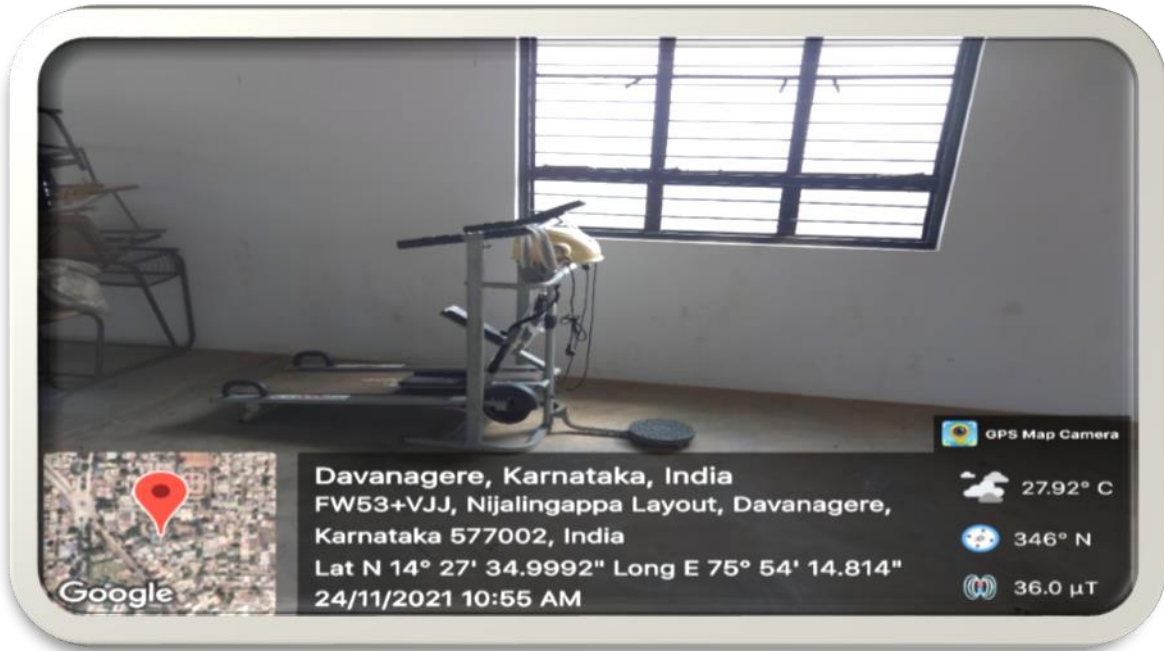 GPS Map Camera
Davanagere, Karnataka, India
FW53+VJJ, Nijalingappa Layout, Davanagere,
Karnataka 577002, India
Lat N 14° 27' 34.9992" Long E 75° 54' 14.814"
24/11/2021 10:55 AM
27.92° C
346° N
36.0 µT
Google